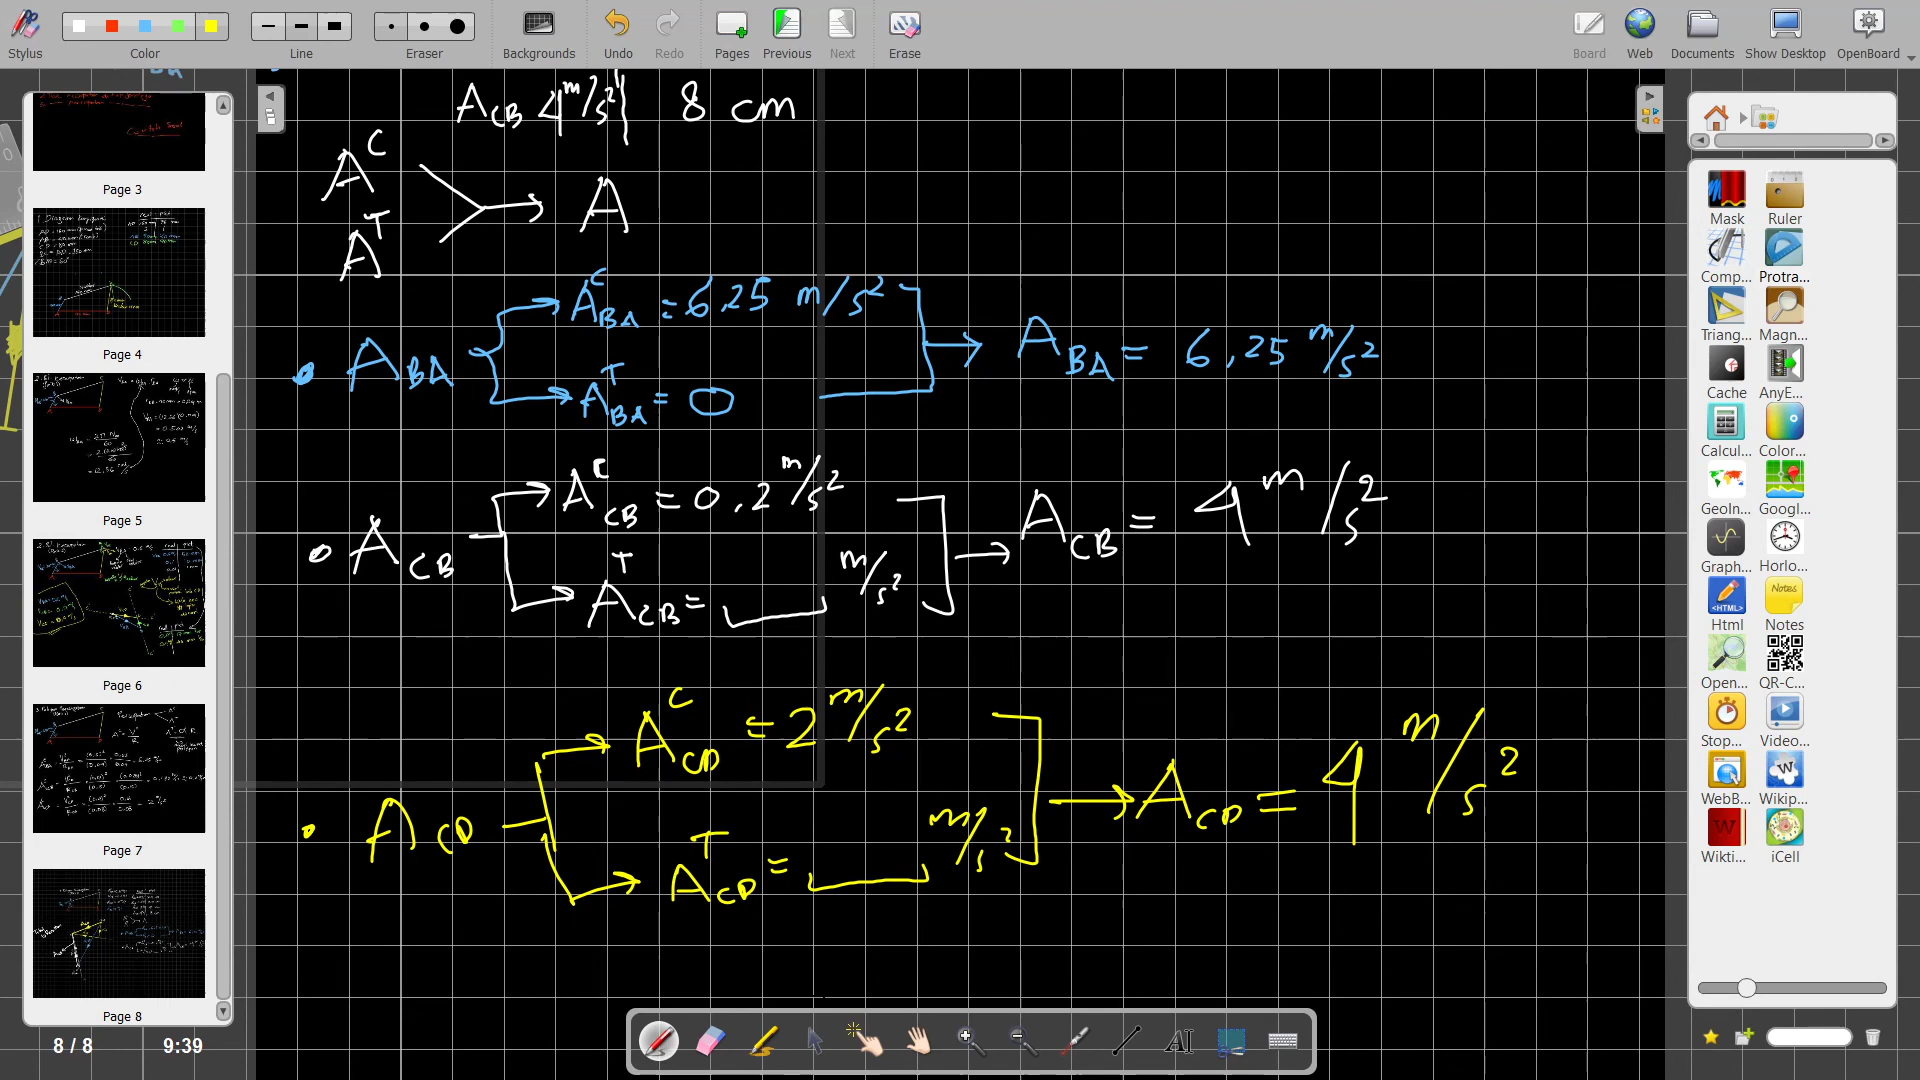 Stylus
Color
Line
Eraser
Backgrounds
Undo
Redo
Pages
Previous
Next
Erase
Board
Web
Documents
Show Desktop
OpenBoard
Page 3
Page 4
Page 5
Page 6
Page 7
Page 8
8 / 8
9:39
A_CB 4 m/s² 8 cm
A^C
A^T
→ A
• A_BA
A^C_BA = 6,25 m/s²
A^T_BA = 0
→ A_BA = 6,25 m/s²
• A_CB
A^C_CB = 0,2 m/s²
A^T_CB = m/s²
→ A_CB = 4 m/s²
• A_CD
A^C_CD = 2 m/s²
A^T_CD = m/s²
→ A_CD = 4 m/s²
Mask
Ruler
Comp...
Protra...
Triang...
Magn...
Cache
AnyE...
Calcul...
Color...
GeoIn...
Googl...
Graph...
Horlo...
Html
Notes
Open...
QR-C...
Stop...
Video...
WebB...
Wikip...
Wikti...
iCell